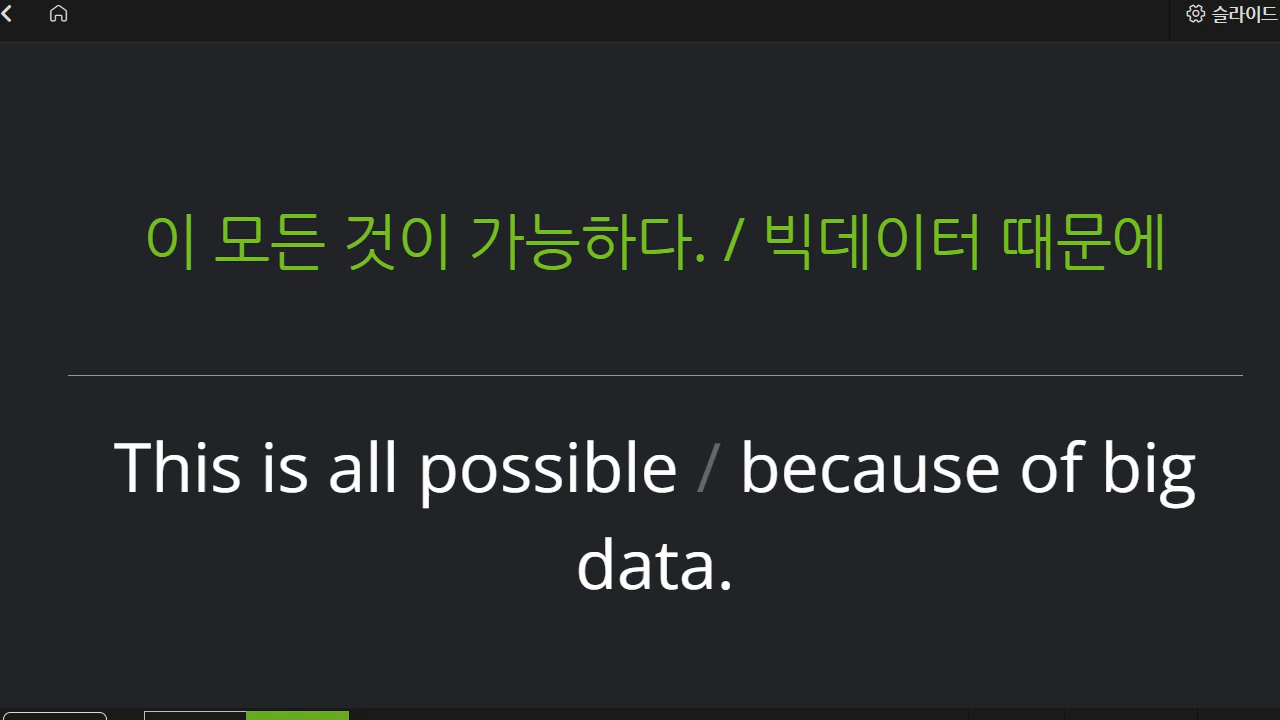 슬라이드
이 모든 것이 가능하다. / 빅데이터 때문에
This is all possible / because of big
data.